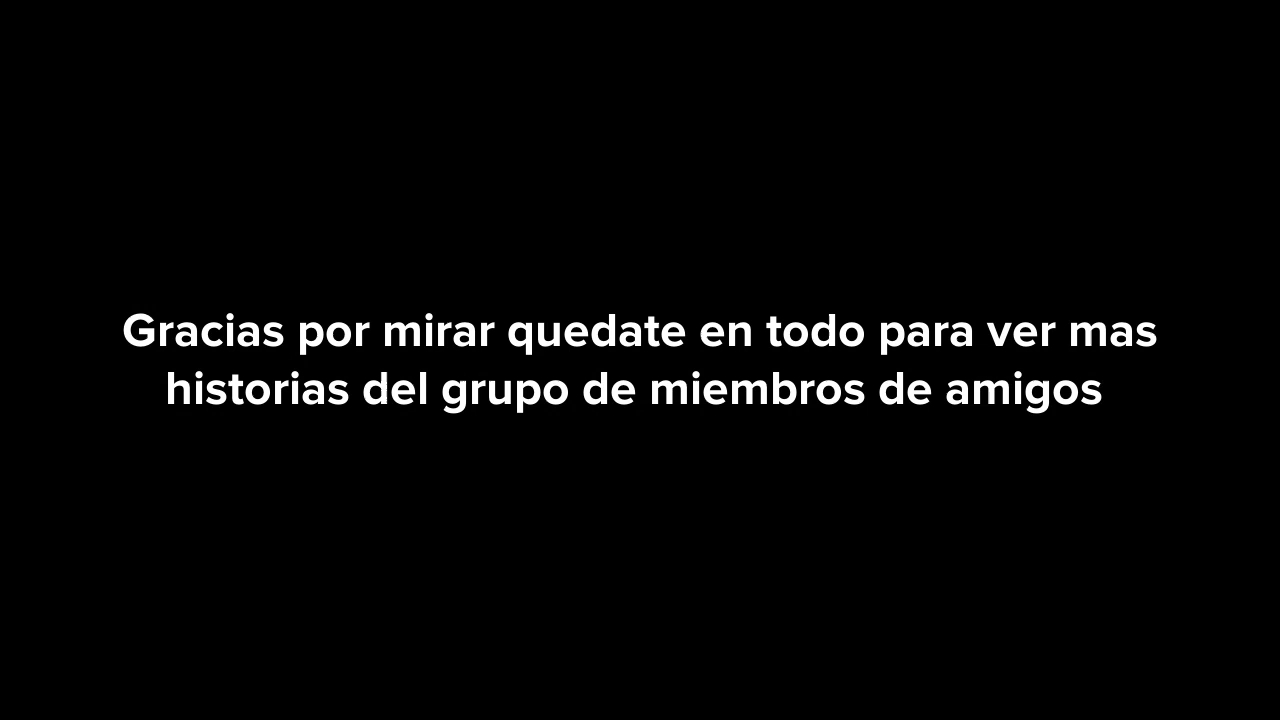 Gracias por mirar quedate en todo para ver mas
historias del grupo de miembros de amigos